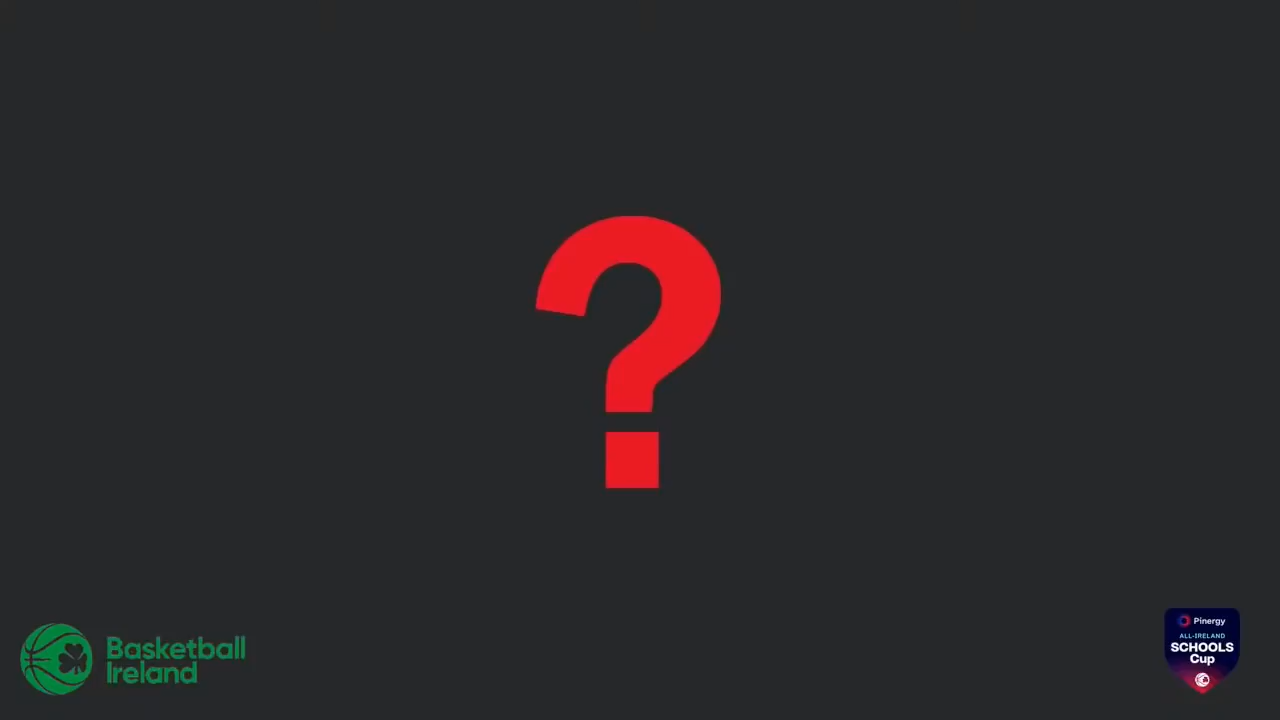 ?
Basketball
Ireland
Pinergy
ALL-IRELAND
SCHOOLS
Cup